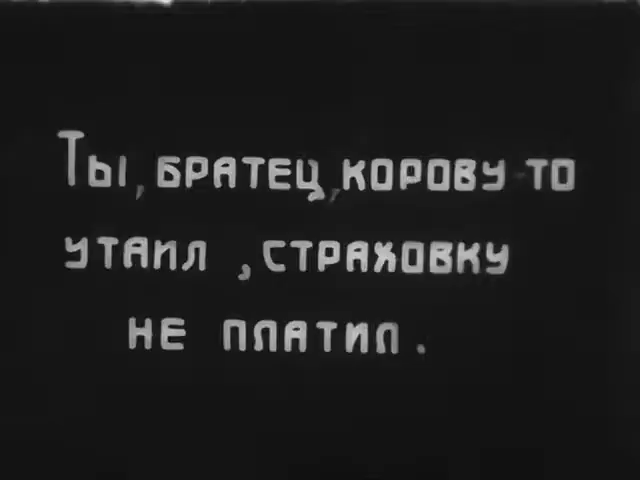 Ты, братец, корову-то
утаил, страховку
не платил.